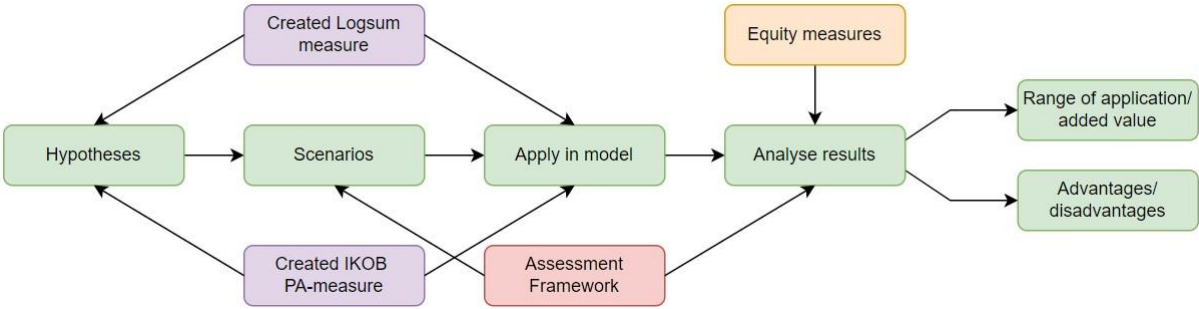 Created Logsum
measure
Equity measures
Range of application/
added value
Hypotheses
Scenarios
Apply in model
Analyse results
Advantages/
disadvantages
Created IKOB
PA-measure
Assessment
Framework